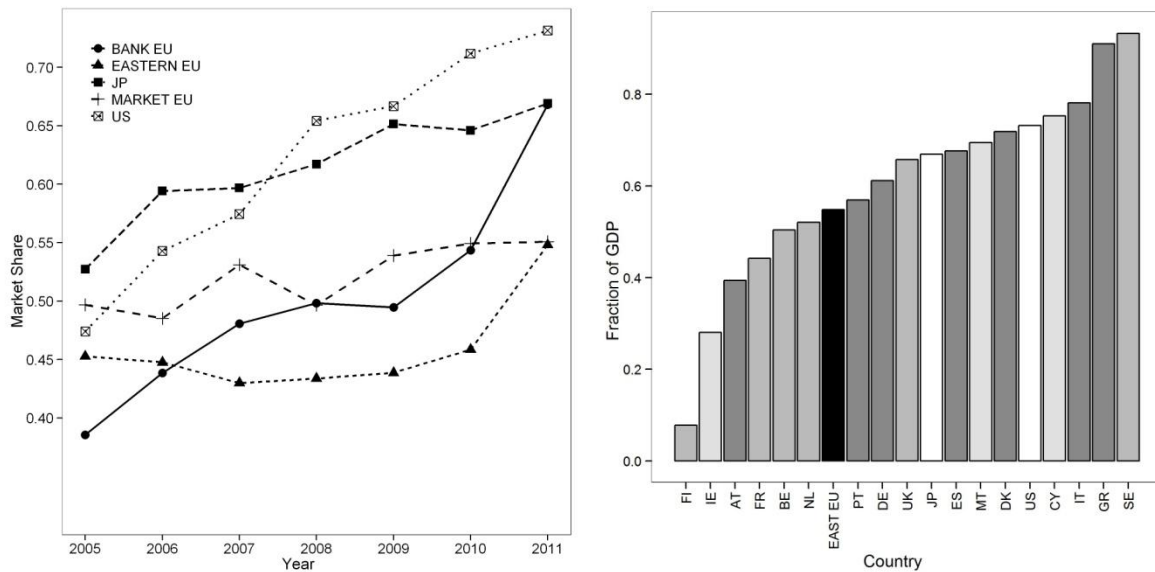 BANK EU
EASTERN EU
JP
MARKET EU
US
0.70
0.65
0.60
0.55
0.50
0.45
0.40
Market Share
2005 2006 2007 2008 2009 2010 2011
Year
0.8
0.6
0.4
0.2
0.0
Fraction of GDP
FI IE AT FR BE NL EAST EU PT DE UK JP ES MT DK US CY IT GR SE
Country